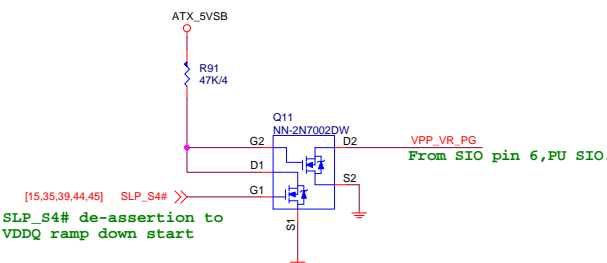 ATX_5VSB
R91
47K/4
Q11
NN-2N7002DW
G2
D2
VPP_VR_PG
From SIO pin 6,PU SIO.
D1
S2
[15,35,39,44,45]
SLP_S4#
G1
SLP_S4# de-assertion to
VDDQ ramp down start
S1